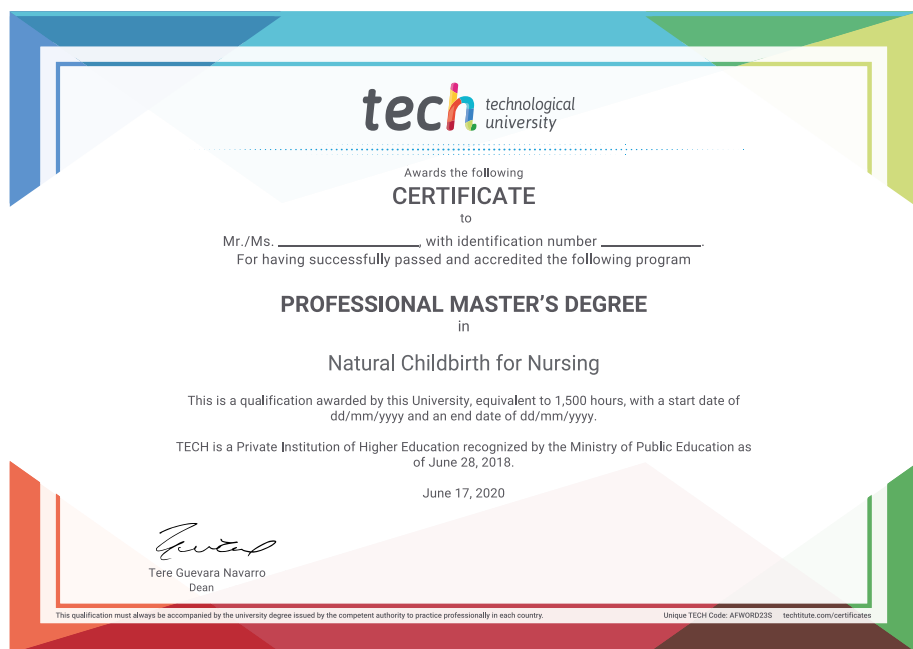 tech technological
university
Awards the following
CERTIFICATE
to
Mr./Ms. ____________________, with identification number ______________.
For having successfully passed and accredited the following program
PROFESSIONAL MASTER'S DEGREE
in
Natural Childbirth for Nursing
This is a qualification awarded by this University, equivalent to 1,500 hours, with a start date of
dd/mm/yyyy and an end date of dd/mm/yyyy.
TECH is a Private Institution of Higher Education recognized by the Ministry of Public Education as
of June 28, 2018.
June 17, 2020
Tere Guevara Navarro
Dean
This qualification must always be accompanied by the university degree issued by the competent authority to practice professionally in each country. Unique TECH Code: AFWORD23S techtitute.com/certificates